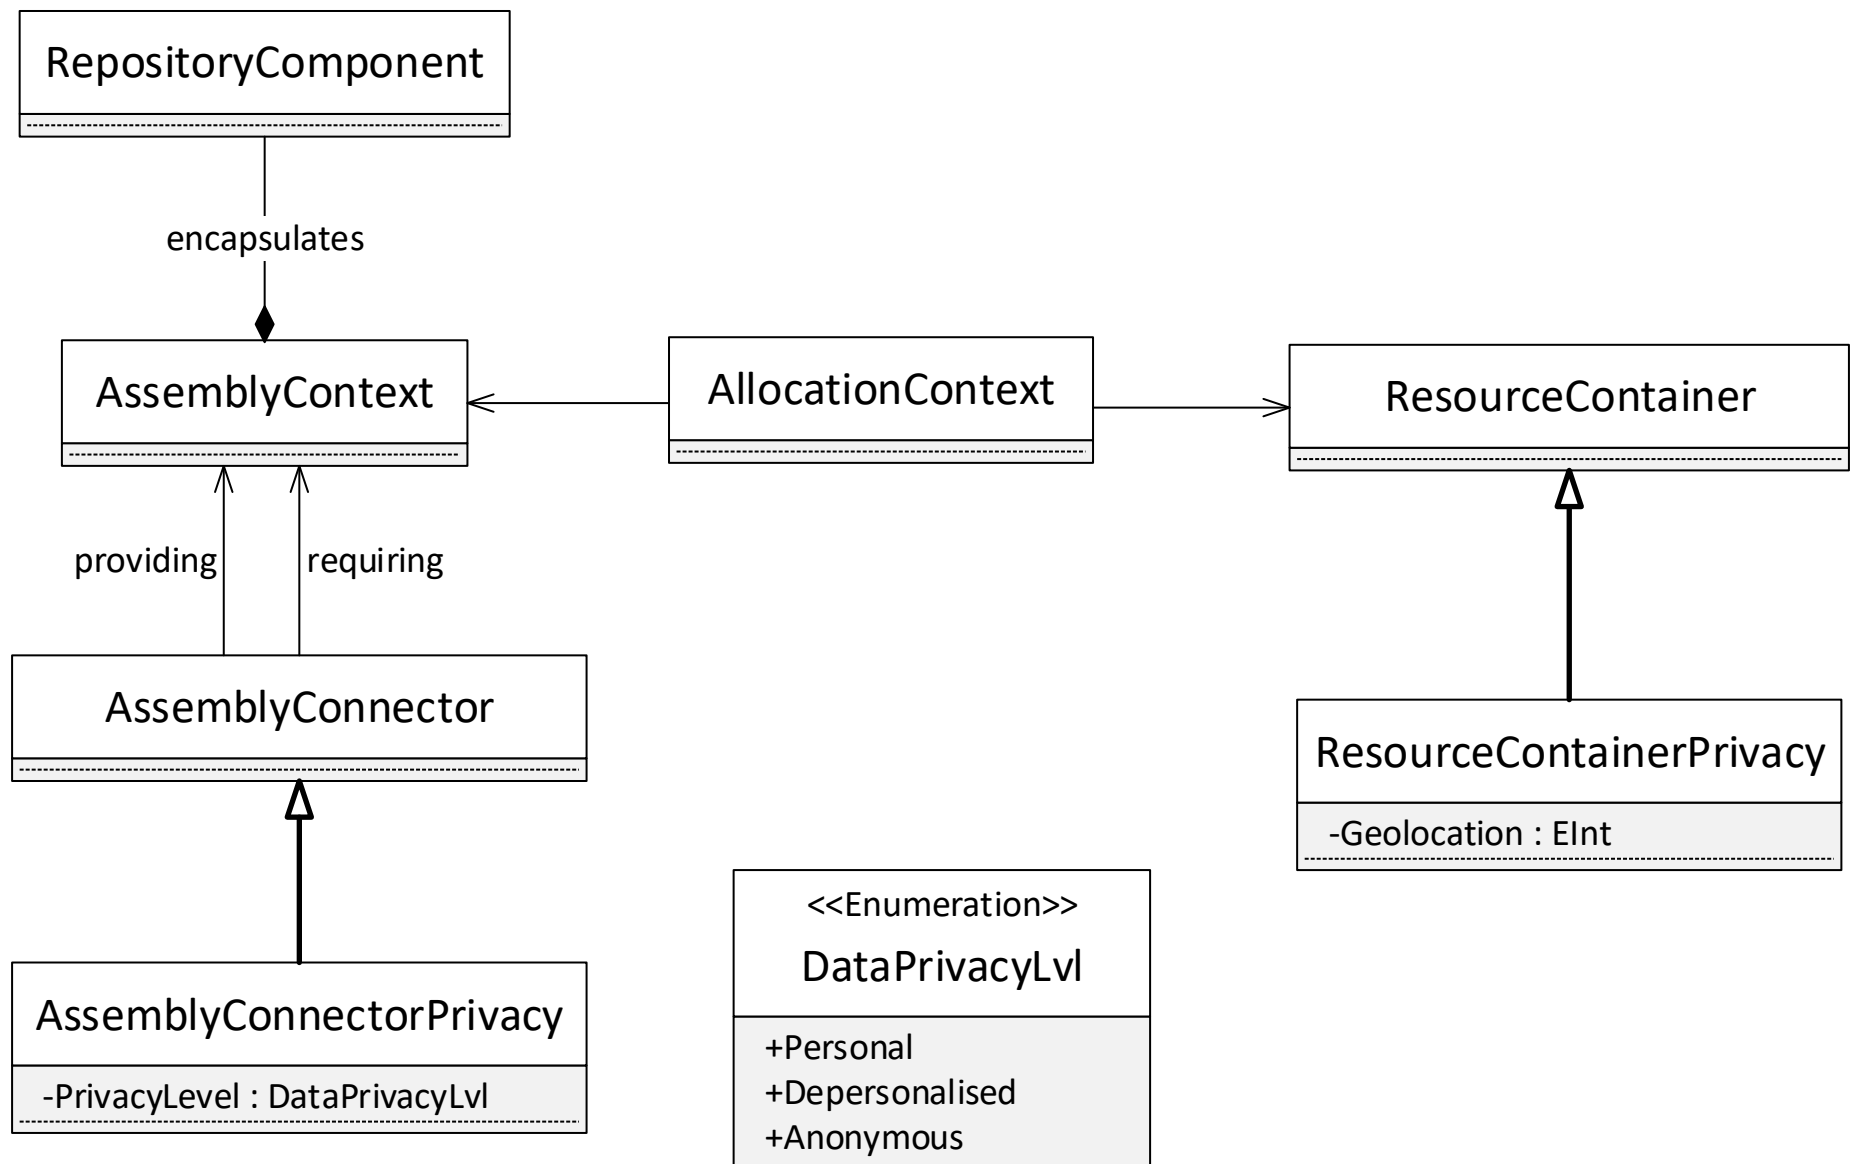 RepositoryComponent
encapsulates
AssemblyContext
AllocationContext
ResourceContainer
providing
requiring
AssemblyConnector
ResourceContainerPrivacy
-Geolocation : EInt
<<Enumeration>>
DataPrivacyLvl
+Personal
+Depersonalised
+Anonymous
AssemblyConnectorPrivacy
-PrivacyLevel : DataPrivacyLvl